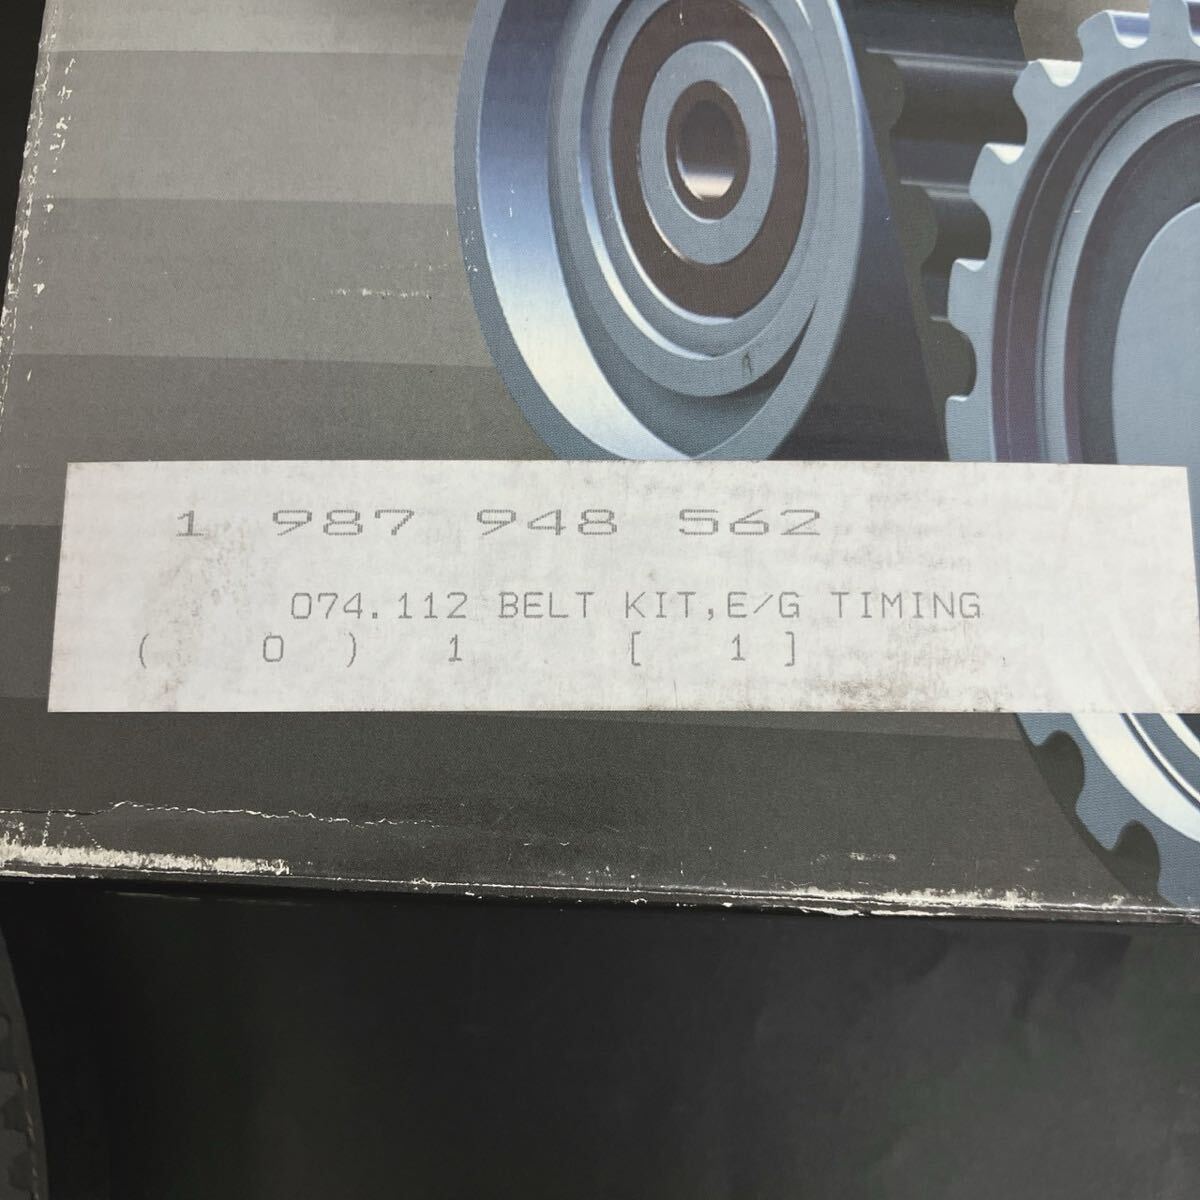 1 987 948 562
074.112 BELT KIT,E/G TIMING
( 0 ) 1 [ 1 ]